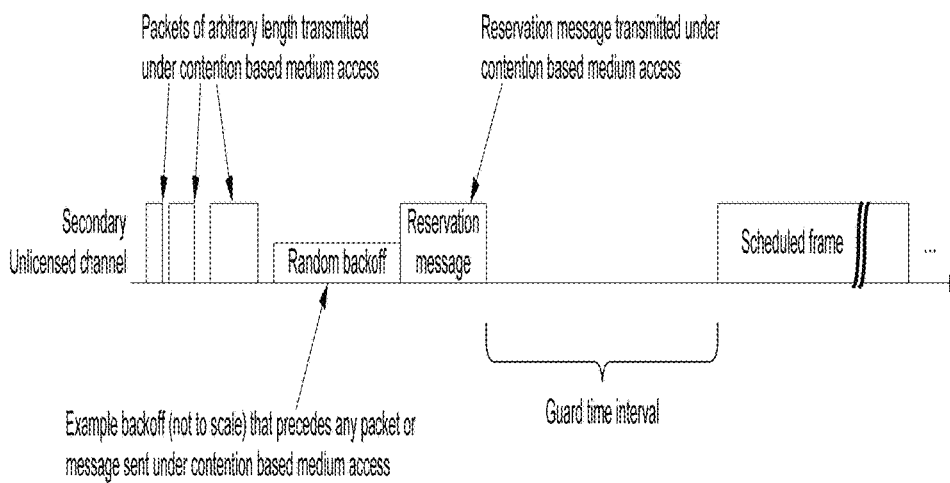 Packets of arbitrary length transmitted
under contention based medium access
Reservation message transmitted under
contention based medium access
Secondary
Unlicensed channel
Random backoff
Reservation
message
Scheduled frame
...
Guard time interval
Example backoff (not to scale) that precedes any packet or
message sent under contention based medium access